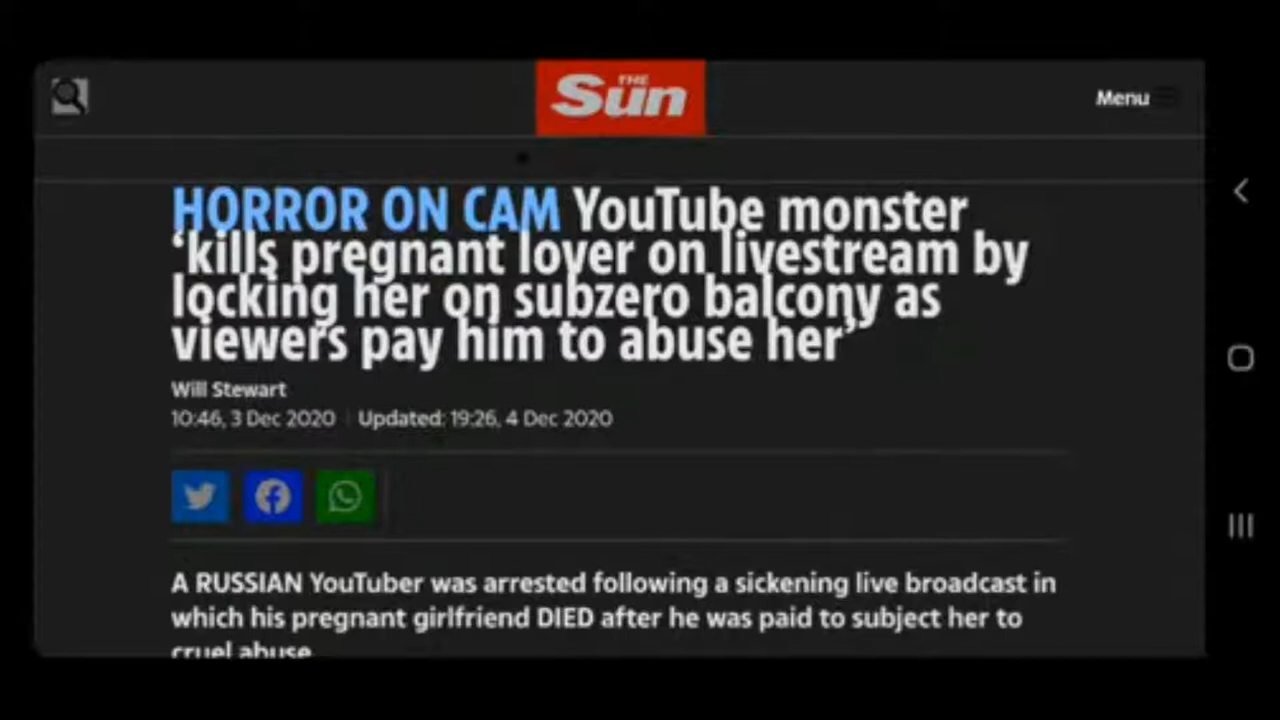 THE
Sun
Menu
HORROR ON CAM YouTube monster
‘kills pregnant lover on livestream by
locking her on subzero balcony as
viewers pay him to abuse her’
Will Stewart
10:46, 3 Dec 2020 | Updated: 19:26, 4 Dec 2020
A RUSSIAN YouTuber was arrested following a sickening live broadcast in
which his pregnant girlfriend DIED after he was paid to subject her to
cruel abuse.